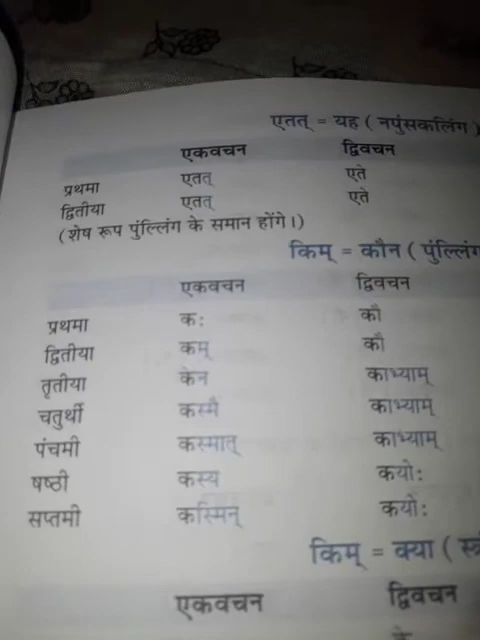 एतत् = यह ( नपुंसकलिंग )
एकवचन द्विवचन
प्रथमा एतत् एते
द्वितीया एतत् एते
(शेष रूप पुंल्लिंग के समान होंगे।)
किम् = कौन ( पुंल्लिंग
एकवचन द्विवचन
प्रथमा कः कौ
द्वितीया कम् कौ
तृतीया केन काभ्याम्
चतुर्थी कस्मै काभ्याम्
पंचमी कस्मात् काभ्याम्
षष्ठी कस्य कयोः
सप्तमी कस्मिन् कयोः
किम् = क्या (
एकवचन द्विवचन